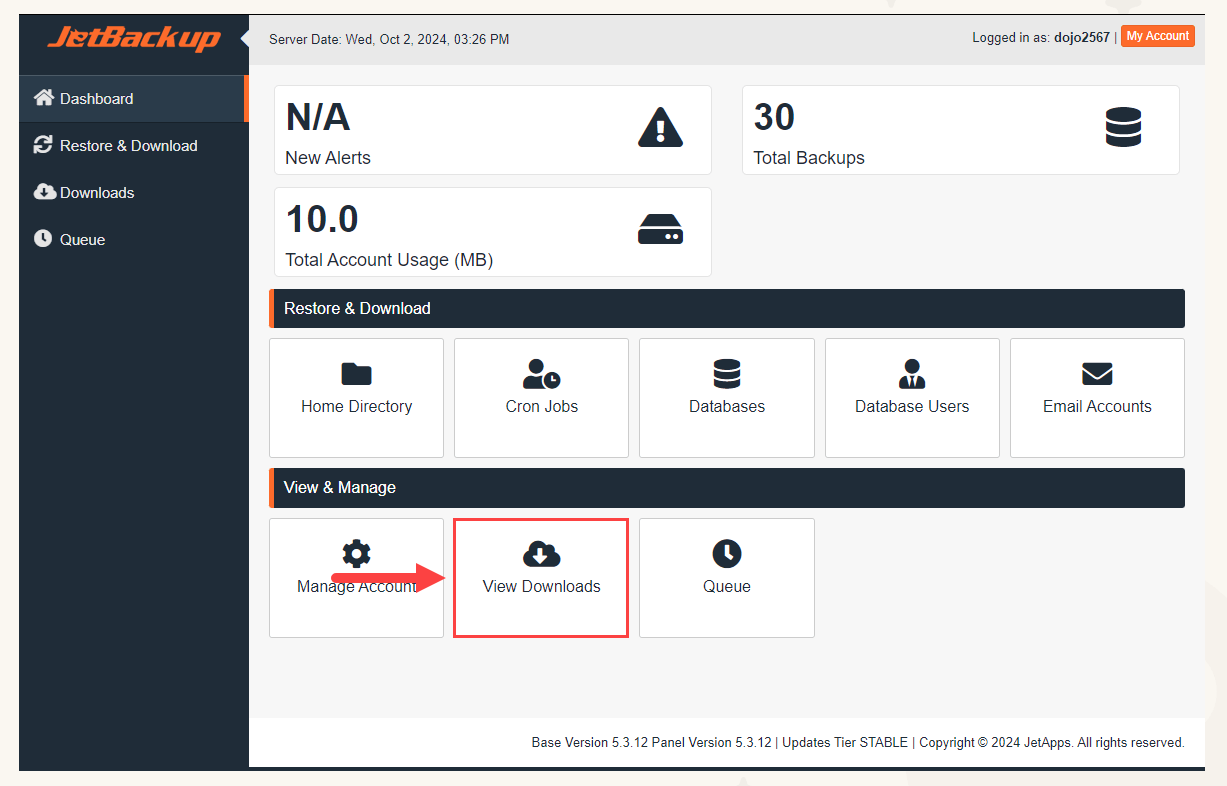 JetBackup
Server Date: Wed, Oct 2, 2024, 03:26 PM
Logged in as: dojo2567 | My Account
Dashboard
Restore & Download
Downloads
Queue
N/A
New Alerts
30
Total Backups
10.0
Total Account Usage (MB)
Restore & Download
Home Directory
Cron Jobs
Databases
Database Users
Email Accounts
View & Manage
Manage Account
View Downloads
Queue
Base Version 5.3.12 Panel Version 5.3.12 | Updates Tier STABLE | Copyright © 2024 JetApps. All rights reserved.